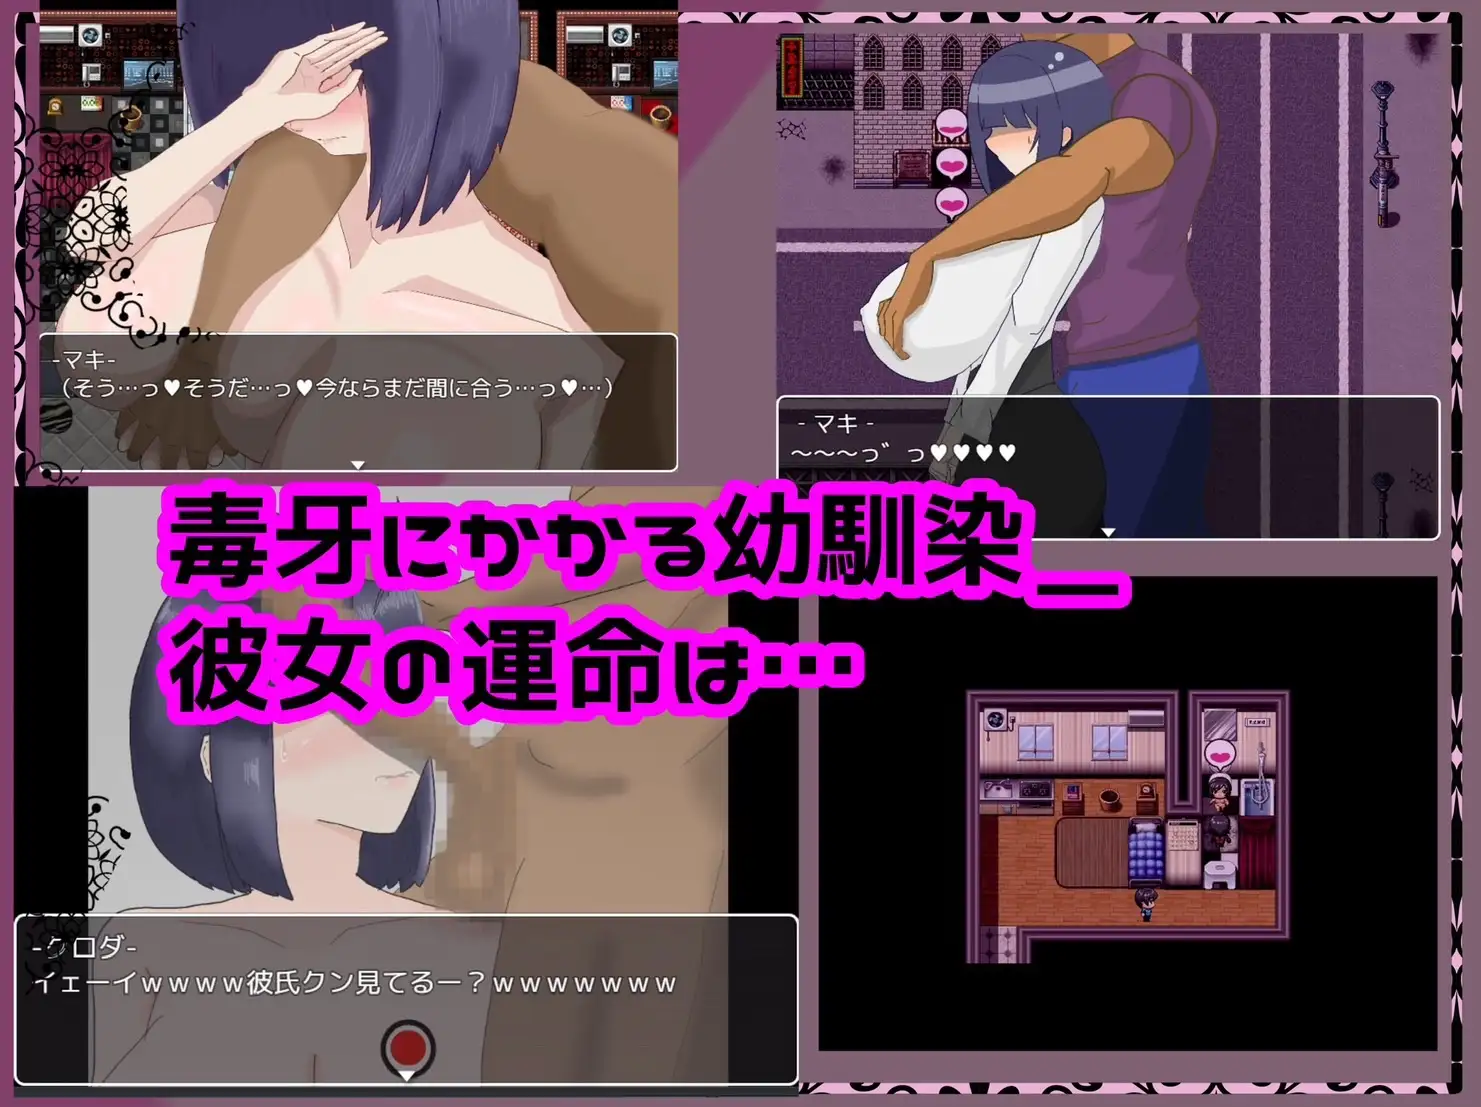 -マキ-
（そう…っ♥そうだ…っ♥今ならまだ間に合う…っ♥…）
-マキ-
～～～っ゛っ♥♥♥♥
毒牙にかかる幼馴染＿
彼女の運命は…
-クロダ-
イェーイｗｗｗｗ彼氏クン見てるー？ｗｗｗｗｗｗｗ